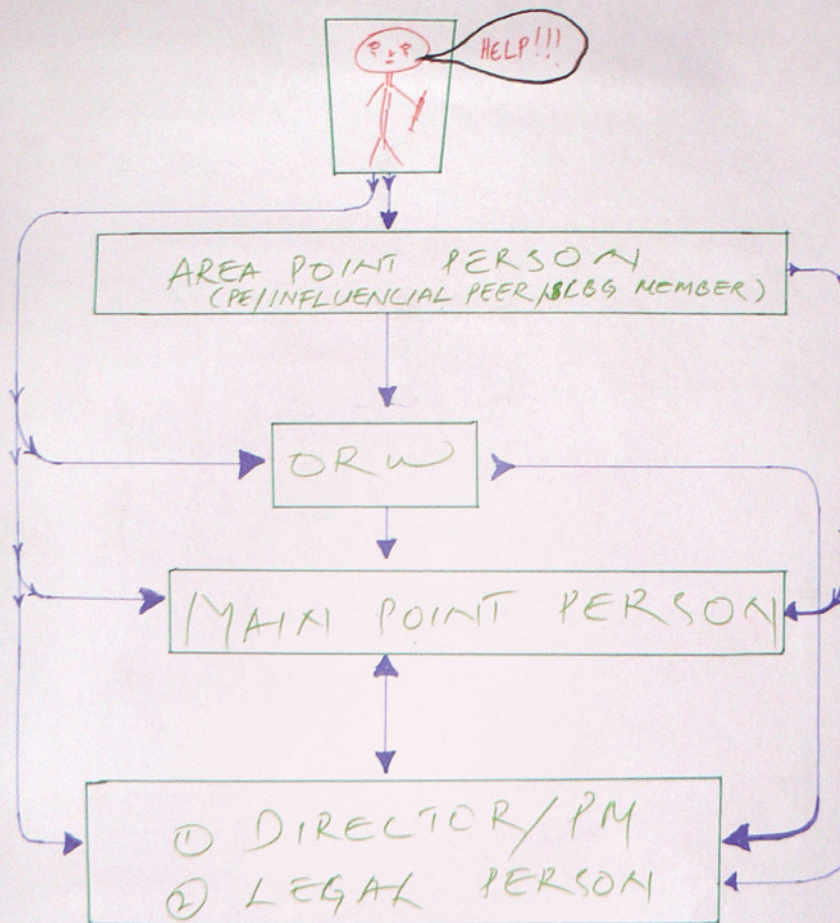 HELP!!!
AREA POINT PERSON
(PE/INFLUENCIAL PEER/SLBG MEMBER)
ORW
MAIN POINT PERSON
① DIRECTOR/PM
② LEGAL PERSON